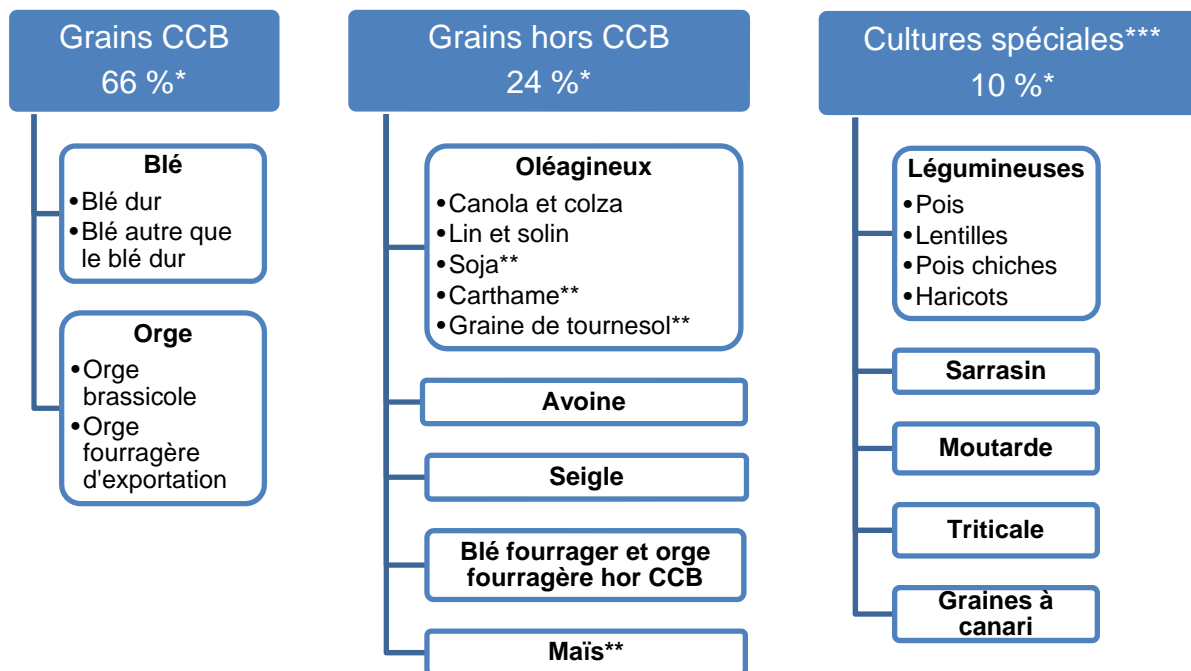 Grains CCB
66 %*
Blé
•Blé dur
•Blé autre que
le blé dur
Orge
•Orge
brassicole
•Orge
fourragère
d'exportation
Grains hors CCB
24 %*
Oléagineux
•Canola et colza
•Lin et solin
•Soja**
•Carthame**
•Graine de tournesol**
Avoine
Seigle
Blé fourrager et orge
fourragère hor CCB
Maïs**
Cultures spéciales***
10 %*
Légumineuses
•Pois
•Lentilles
•Pois chiches
•Haricots
Sarrasin
Moutarde
Triticale
Graines à
canari